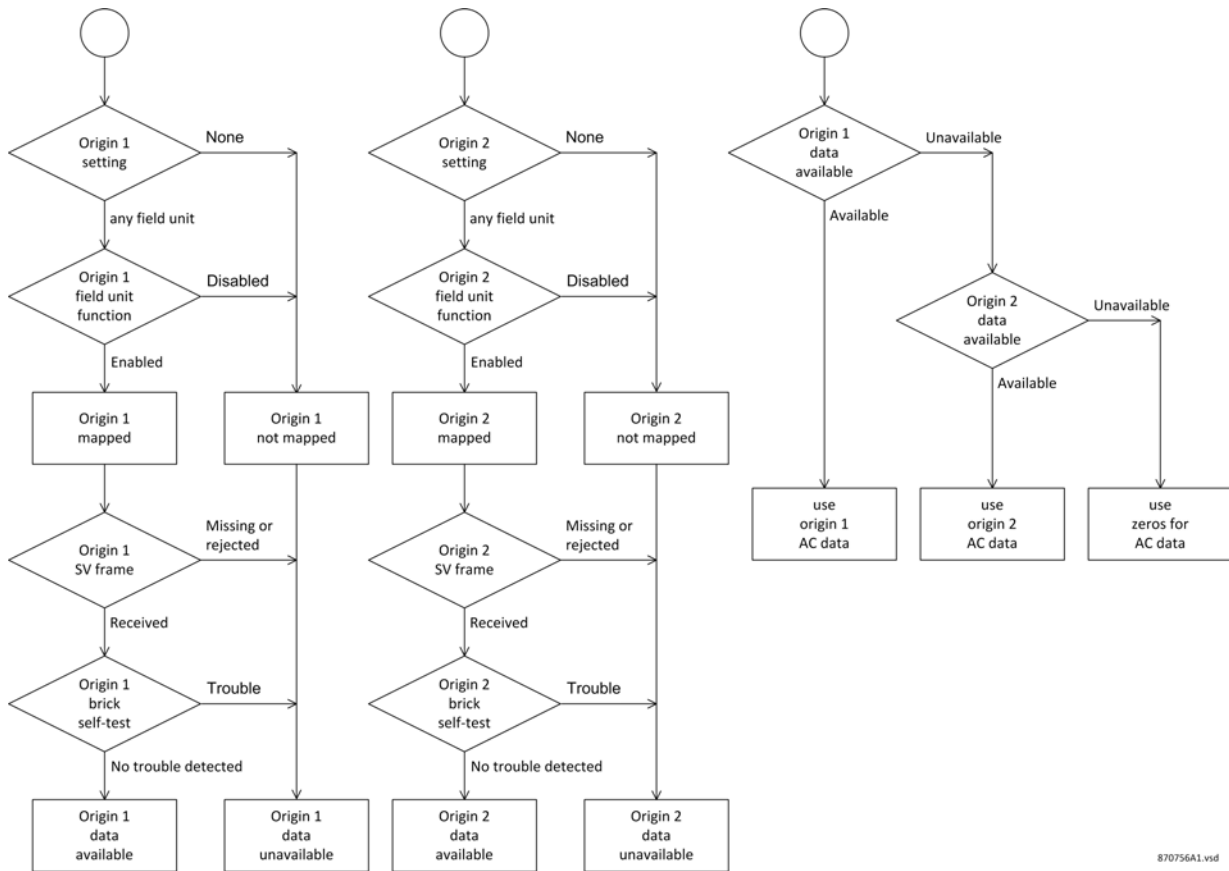 Origin 1
setting
None
any field unit
Origin 1
field unit
function
Disabled
Enabled
Origin 1
mapped
Origin 1
not mapped
Origin 1
SV frame
Missing or
rejected
Received
Origin 1
brick
self-test
Trouble
No trouble detected
Origin 1
data
available
Origin 1
data
unavailable
Origin 2
setting
None
any field unit
Origin 2
field unit
function
Disabled
Enabled
Origin 2
mapped
Origin 2
not mapped
Origin 2
SV frame
Missing or
rejected
Received
Origin 2
brick
self-test
Trouble
No trouble detected
Origin 2
data
available
Origin 2
data
unavailable
Origin 1
data
available
Unavailable
Available
Origin 2
data
available
Unavailable
Available
use
origin 1
AC data
use
origin 2
AC data
use
zeros for
AC data
870756A1.vsd